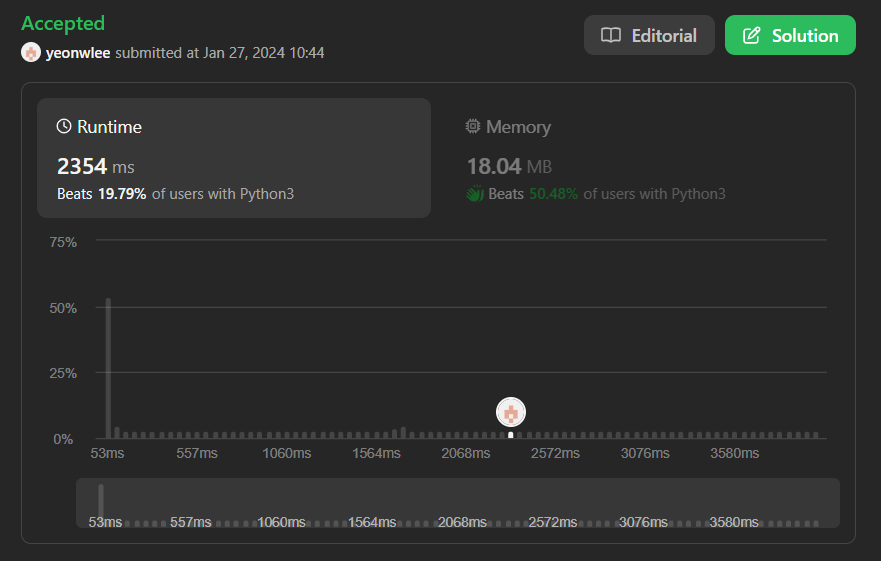 Accepted
Editorial
Solution
yeonwlee submitted at Jan 27, 2024 10:44
Runtime
Memory
2354 ms
18.04 MB
Beats 19.79% of users with Python3
Beats 50.48% of users with Python3
75%
50%
25%
0%
53ms 557ms 1060ms 1564ms 2068ms 2572ms 3076ms 3580ms
53ms 557ms 1060ms 1564ms 2068ms 2572ms 3076ms 3580ms